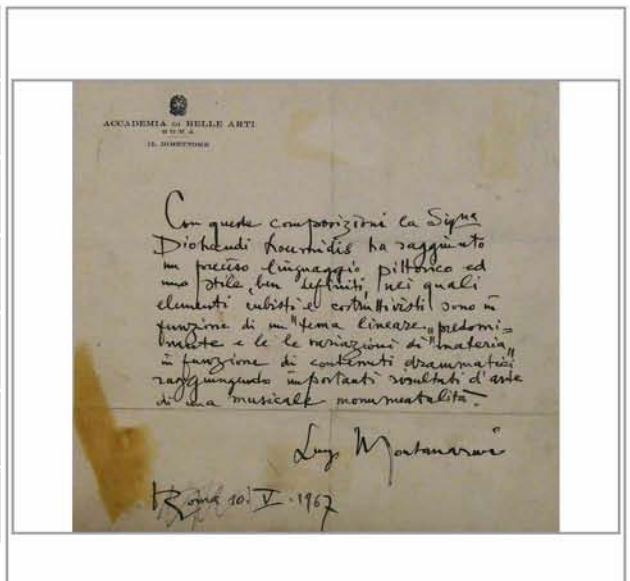 ACCADEMIA DI BELLE ARTI
ROMA
IL DIRETTORE
Con queste composizioni la Sigṇa
Diohandi Loumidis ha raggiunto
un preciso linguaggio pittorico ed
uno stile, ben definiti, nei quali
elementi cubisti e costruttivisti sono in
funzione di un "tema lineare" predomi=
nante e le le variazioni di "materia"
in funzione di contenuti drammatici
raggiungendo importanti risultati d'arte
di una musicale monumentalità.
Luigi Montanarini
Roma 10. V. 1967